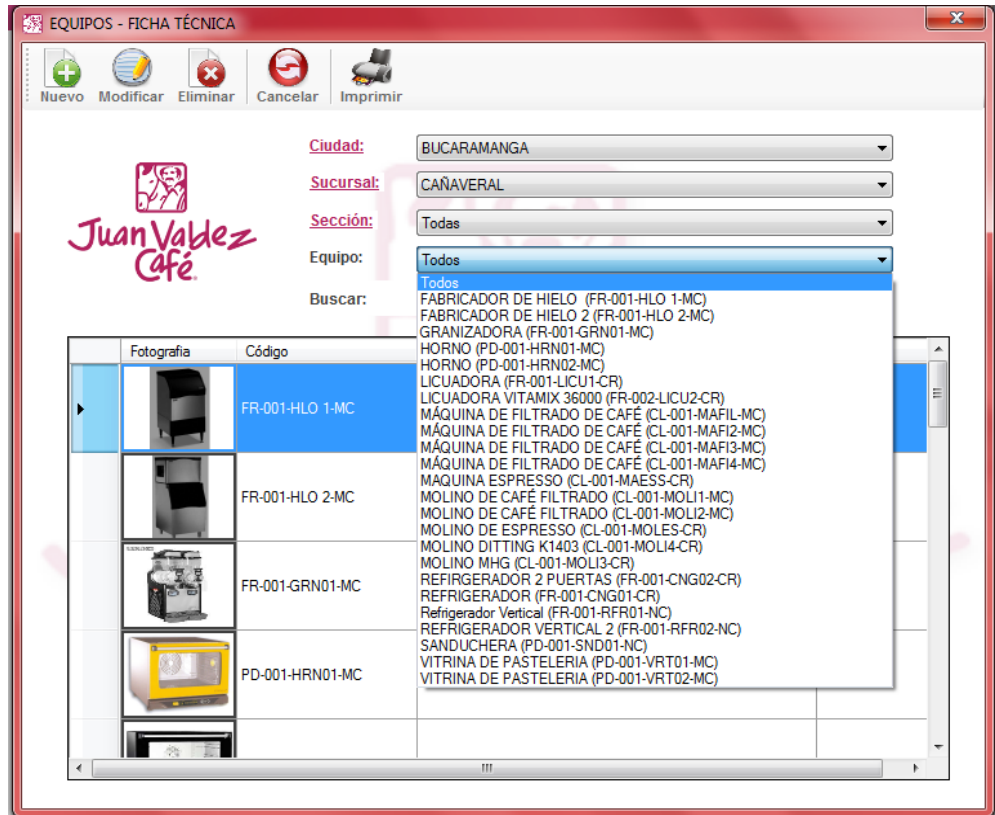 EQUIPOS - FICHA TÉCNICA
Nuevo Modificar Eliminar Cancelar Imprimir
Ciudad: BUCARAMANGA
Sucursal: CAÑAVERAL
Sección: Todas
Equipo: Todos
Buscar:
Juan Valdez
Café
Todos
FABRICADOR DE HIELO (FR-001-HLO 1-MC)
FABRICADOR DE HIELO 2 (FR-001-HLO 2-MC)
GRANIZADORA (FR-001-GRN01-MC)
HORNO (PD-001-HRN01-MC)
HORNO (PD-001-HRN02-MC)
LICUADORA (FR-001-LICU1-CR)
LICUADORA VITAMIX 36000 (FR-002-LICU2-CR)
MÁQUINA DE FILTRADO DE CAFÉ (CL-001-MAFIL-MC)
MÁQUINA DE FILTRADO DE CAFÉ (CL-001-MAFI2-MC)
MÁQUINA DE FILTRADO DE CAFÉ (CL-001-MAFI3-MC)
MÁQUINA DE FILTRADO DE CAFÉ (CL-001-MAFI4-MC)
MAQUINA ESPRESSO (CL-001-MAESS-CR)
MOLINO DE CAFÉ FILTRADO (CL-001-MOLI1-MC)
MOLINO DE CAFÉ FILTRADO (CL-001-MOLI2-MC)
MOLINO DE ESPRESSO (CL-001-MOLES-CR)
MOLINO DITTING K1403 (CL-001-MOLI4-CR)
MOLINO MHG (CL-001-MOLI3-CR)
REFIRGERADOR 2 PUERTAS (FR-001-CNG02-CR)
REFRIGERADOR (FR-001-CNG01-CR)
Refrigerador Vertical (FR-001-RFR01-NC)
REFRIGERADOR VERTICAL 2 (FR-001-RFR02-NC)
SANDUCHERA (PD-001-SND01-NC)
VITRINA DE PASTELERIA (PD-001-VRT01-MC)
VITRINA DE PASTELERIA (PD-001-VRT02-MC)
Fotografia Código
FR-001-HLO 1-MC
FR-001-HLO 2-MC
FR-001-GRN01-MC
PD-001-HRN01-MC